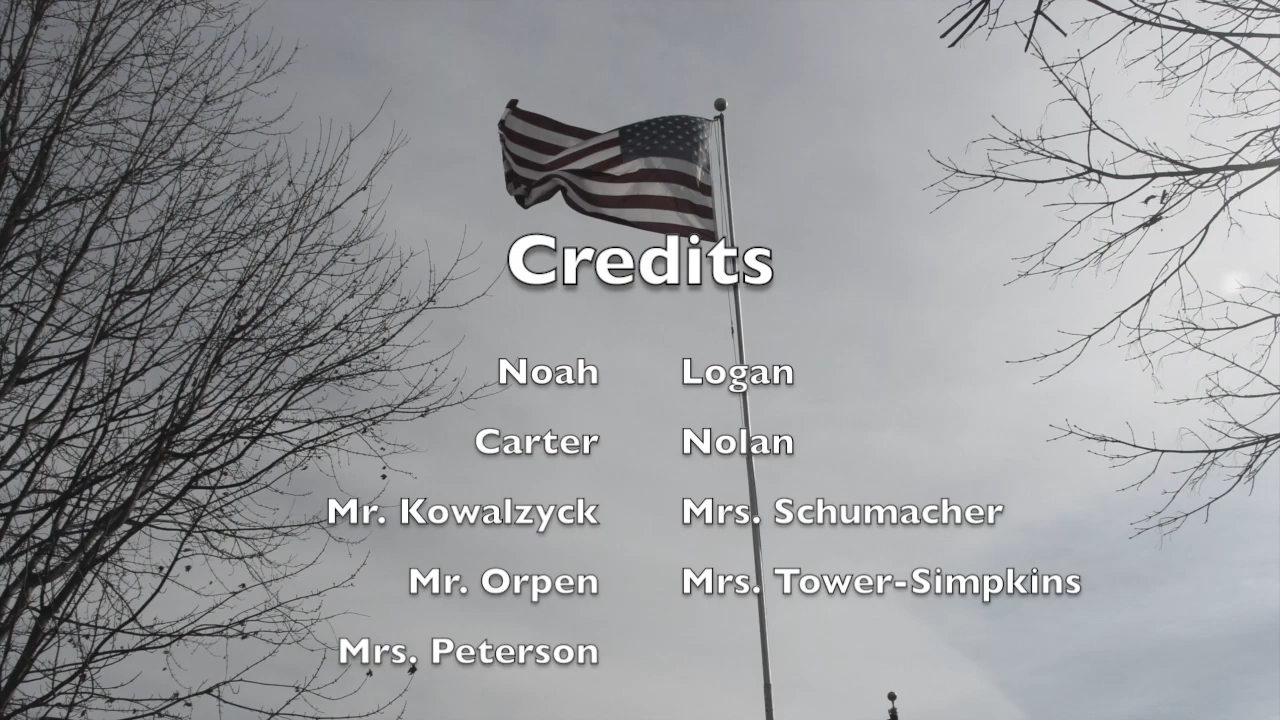 Credits
Noah Logan
Carter Nolan
Mr. Kowalzyck Mrs. Schumacher
Mr. Orpen Mrs. Tower-Simpkins
Mrs. Peterson